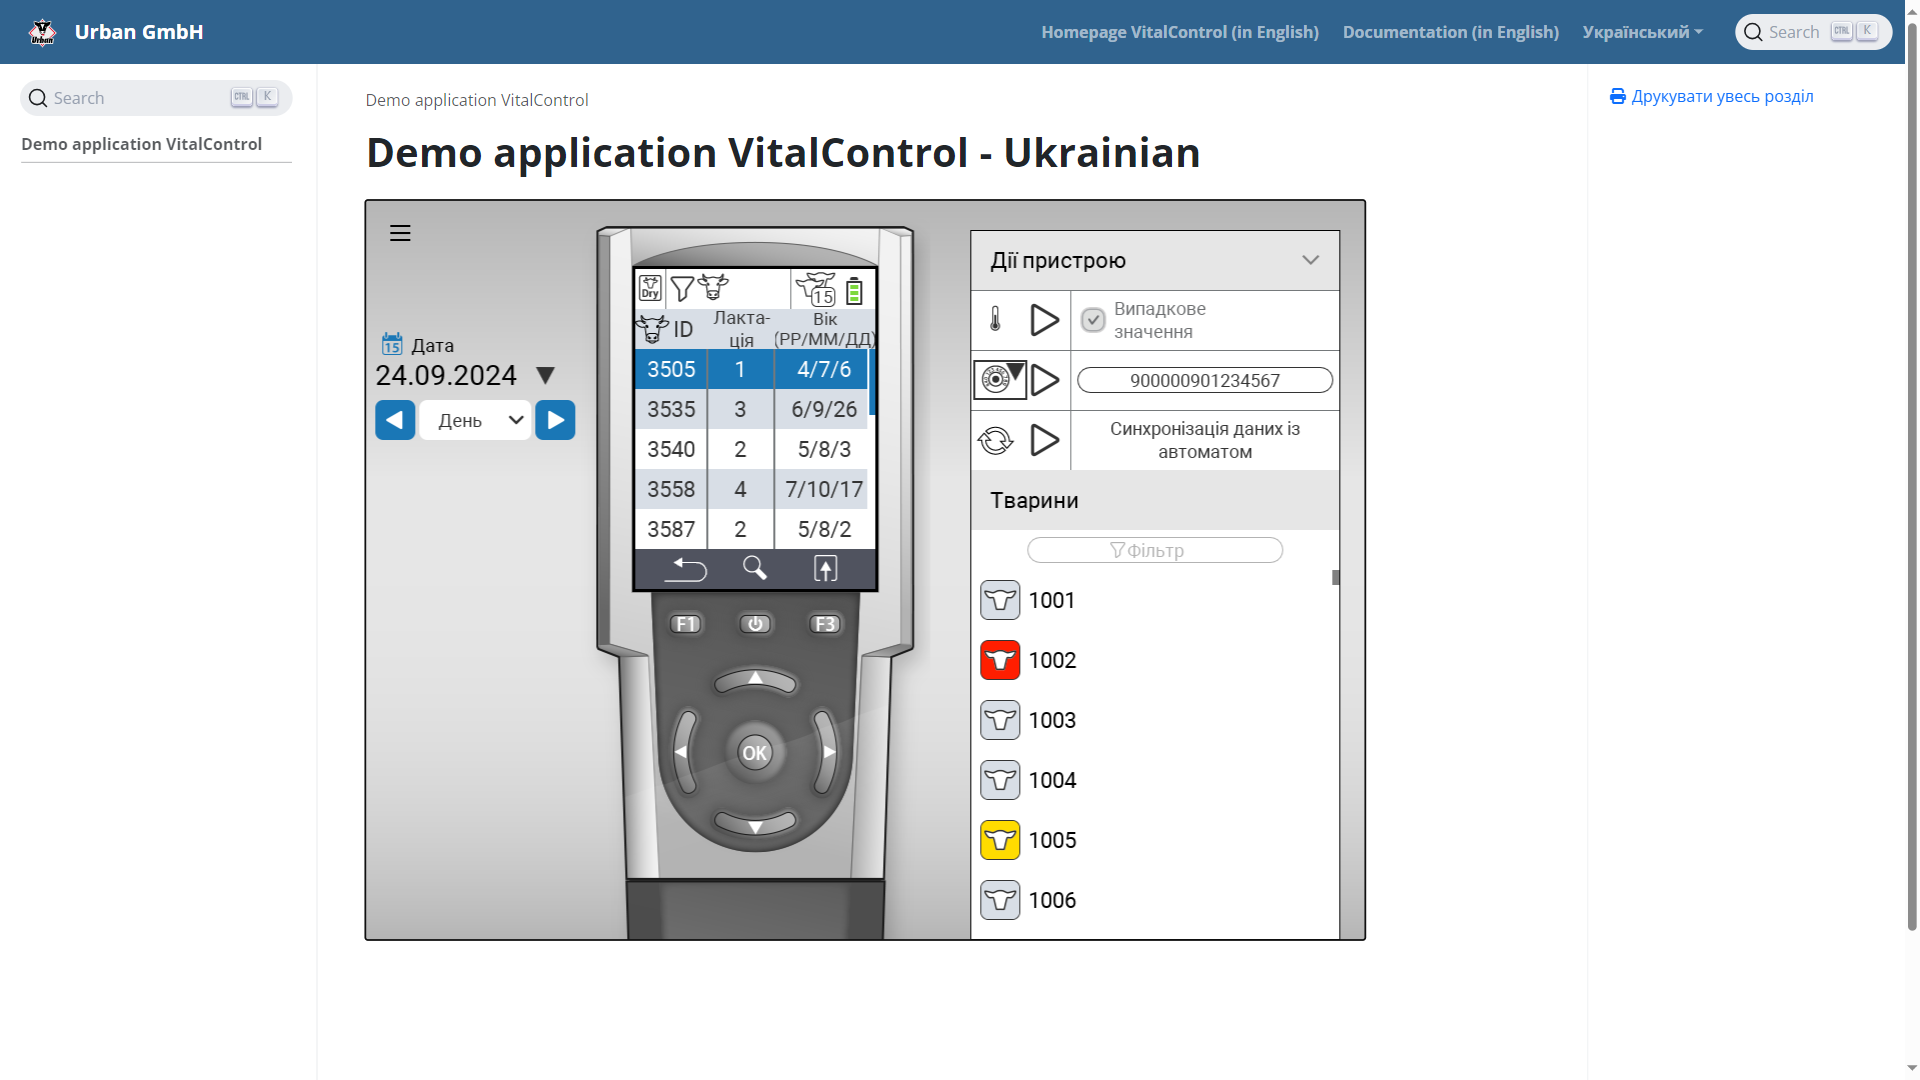 Urban GmbH
Homepage VitalControl (in English)
Documentation (in English)
Український
Search CTRL K
Search CTRL K
Demo application VitalControl
Demo application VitalControl
Demo application VitalControl - Ukrainian
Друкувати увесь розділ
15 Дата
24.09.2024
День
Dry
15
ID
Лакта-
ція
Вік
(РР/ММ/ДД)
3505 1 4/7/6
3535 3 6/9/26
3540 2 5/8/3
3558 4 7/10/17
3587 2 5/8/2
F1
F3
OK
Дії пристрою
Випадкове
значення
900000901234567
Синхронізація даних із
автоматом
Тварини
Фільтр
1001
1002
1003
1004
1005
1006